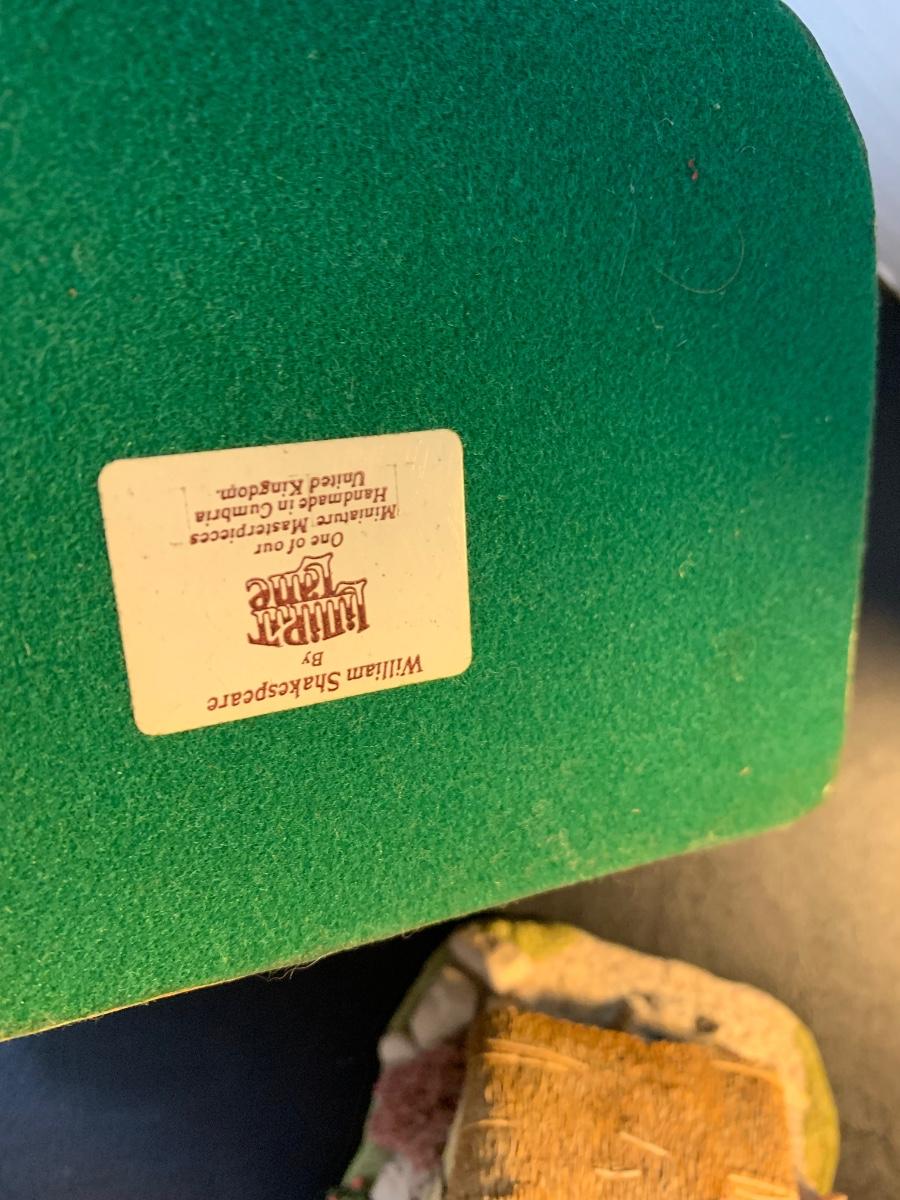 William Shakespeare
By
Lilliput
Lane
One of our
Miniature Masterpieces
Handmade in Cumbria
United Kingdom.